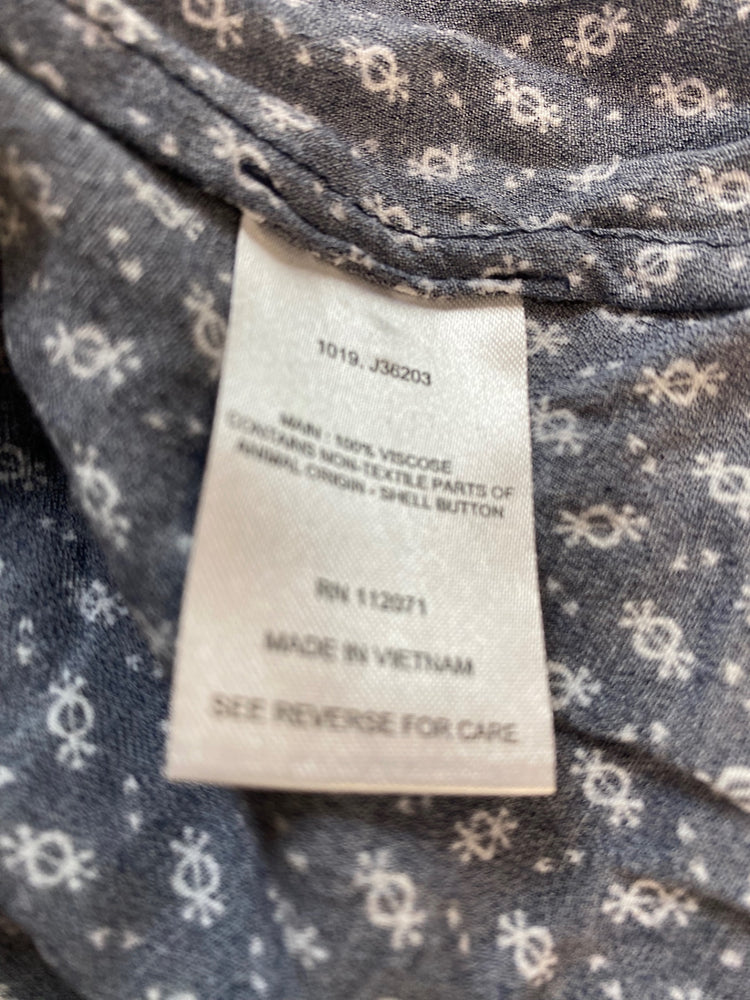 1019. J36203
MAIN : 100% VISCOSE
CONTAINS NON-TEXTILE PARTS OF
ANIMAL ORIGIN - SHELL BUTTON
RN 112071
MADE IN VIETNAM
SEE REVERSE FOR CARE